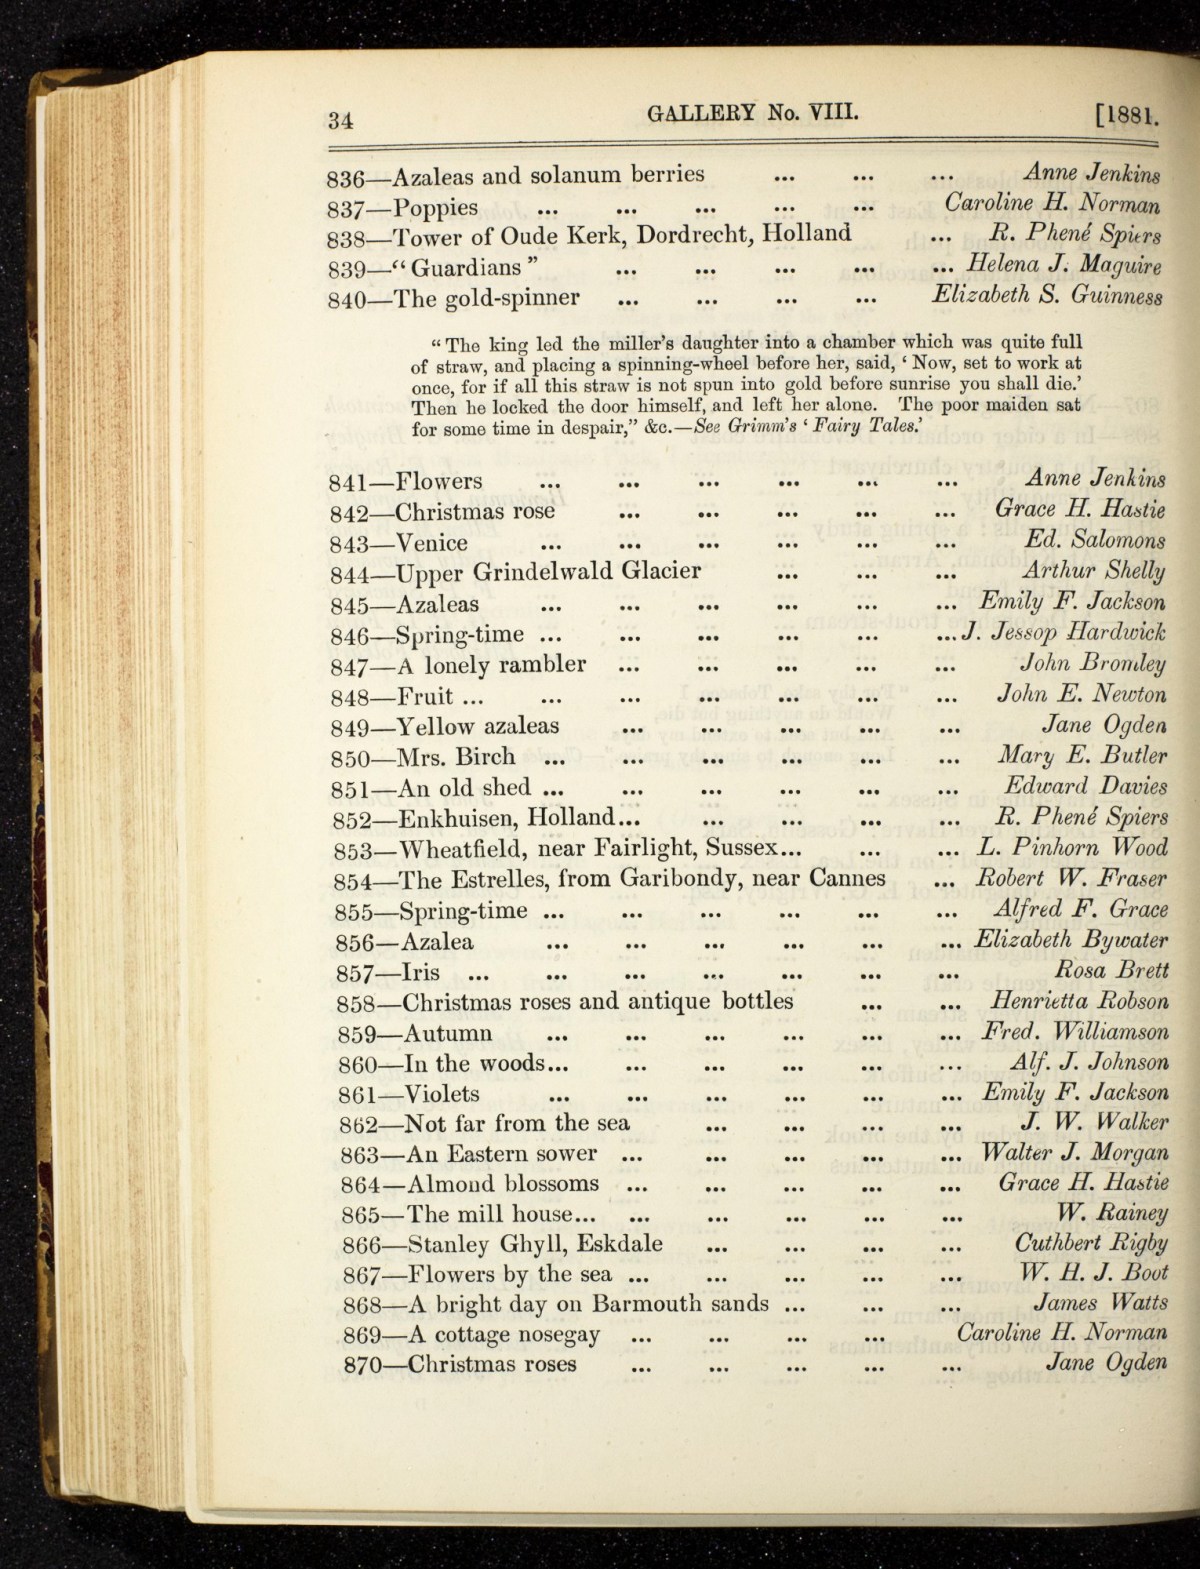 34 GALLERY No. VIII. [1881.
836—Azaleas and solanum berries ... ... ... Anne Jenkins
837—Poppies ... ... ... ... ... Caroline H. Norman
838—Tower of Oude Kerk, Dordrecht, Holland ... R. Phené Spiers
839—“Guardians” ... ... ... ... ... Helena J. Maguire
840—The gold-spinner ... ... ... ... Elizabeth S. Guinness
“The king led the miller’s daughter into a chamber which was quite full
of straw, and placing a spinning-wheel before her, said, ‘Now, set to work at
once, for if all this straw is not spun into gold before sunrise you shall die.’
Then he locked the door himself, and left her alone. The poor maiden sat
for some time in despair,” &c.—See Grimm’s ‘Fairy Tales.’
841—Flowers ... ... ... ... ... ... Anne Jenkins
842—Christmas rose ... ... ... ... ... Grace H. Hastie
843—Venice ... ... ... ... ... ... Ed. Salomons
844—Upper Grindelwald Glacier ... ... ... Arthur Shelly
845—Azaleas ... ... ... ... ... ... Emily F. Jackson
846—Spring-time ... ... ... ... ... ... J. Jessop Hardwick
847—A lonely rambler ... ... ... ... ... John Bromley
848—Fruit ... ... ... ... ... ... ... John E. Newton
849—Yellow azaleas ... ... ... ... ... Jane Ogden
850—Mrs. Birch ... ... ... ... ... ... Mary E. Butler
851—An old shed ... ... ... ... ... ... Edward Davies
852—Enkhuisen, Holland... ... ... ... ... R. Phené Spiers
853—Wheatfield, near Fairlight, Sussex... ... ... L. Pinhorn Wood
854—The Estrelles, from Garibondy, near Cannes ... Robert W. Fraser
855—Spring-time ... ... ... ... ... ... Alfred F. Grace
856—Azalea ... ... ... ... ... ... Elizabeth Bywater
857—Iris ... ... ... ... ... ... ... Rosa Brett
858—Christmas roses and antique bottles ... ... Henrietta Robson
859—Autumn ... ... ... ... ... ... Fred. Williamson
860—In the woods... ... ... ... ... ... Alf. J. Johnson
861—Violets ... ... ... ... ... ... Emily F. Jackson
862—Not far from the sea ... ... ... ... J. W. Walker
863—An Eastern sower ... ... ... ... ... Walter J. Morgan
864—Almond blossoms ... ... ... ... ... Grace H. Hastie
865—The mill house... ... ... ... ... ... W. Rainey
866—Stanley Ghyll, Eskdale ... ... ... ... Cuthbert Rigby
867—Flowers by the sea ... ... ... ... ... W. H. J. Boot
868—A bright day on Barmouth sands ... ... ... James Watts
869—A cottage nosegay ... ... ... ... Caroline H. Norman
870—Christmas roses ... ... ... ... ... Jane Ogden